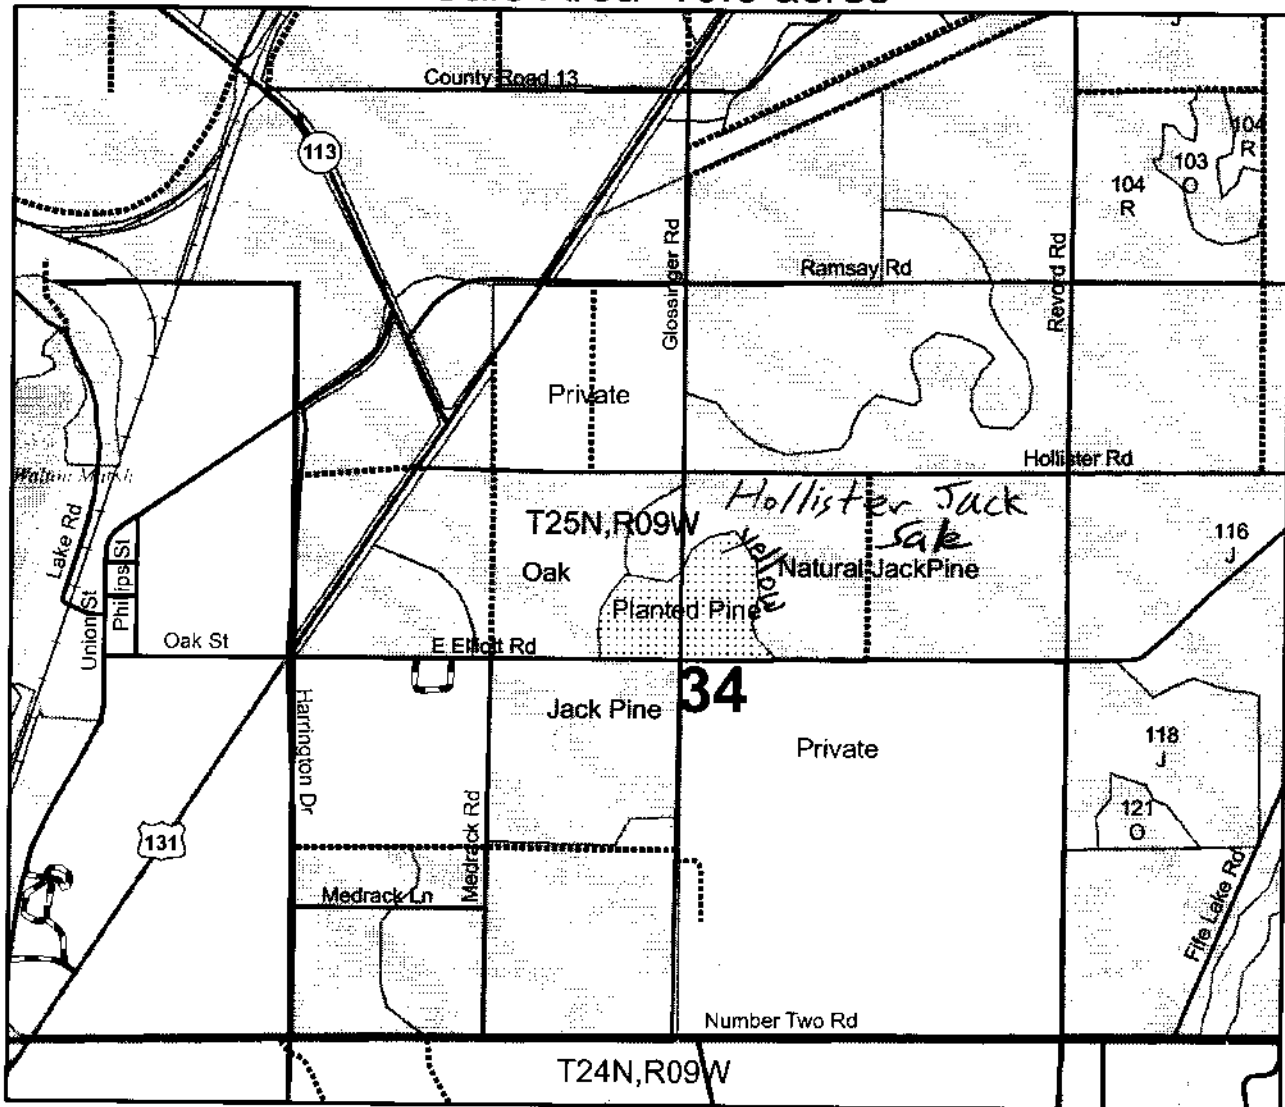 County Road 13
113
104
R
103
O
104
R
Glossinger Rd
Ramsay Rd
Revord Rd
Private
Hollister Rd
Walton Marsh
Lake Rd
Hollister Jack
Sale
T25N,R09W
Yellow
116
J
Oak
Natural JackPine
Phillips St
Planted Pine
Union St
Oak St
E Elliott Rd
34
Jack Pine
Harrington Dr
Private
118
J
121
O
131
Medrack Rd
Medrack Ln
Fife Lake Rd
Number Two Rd
T24N,R09W